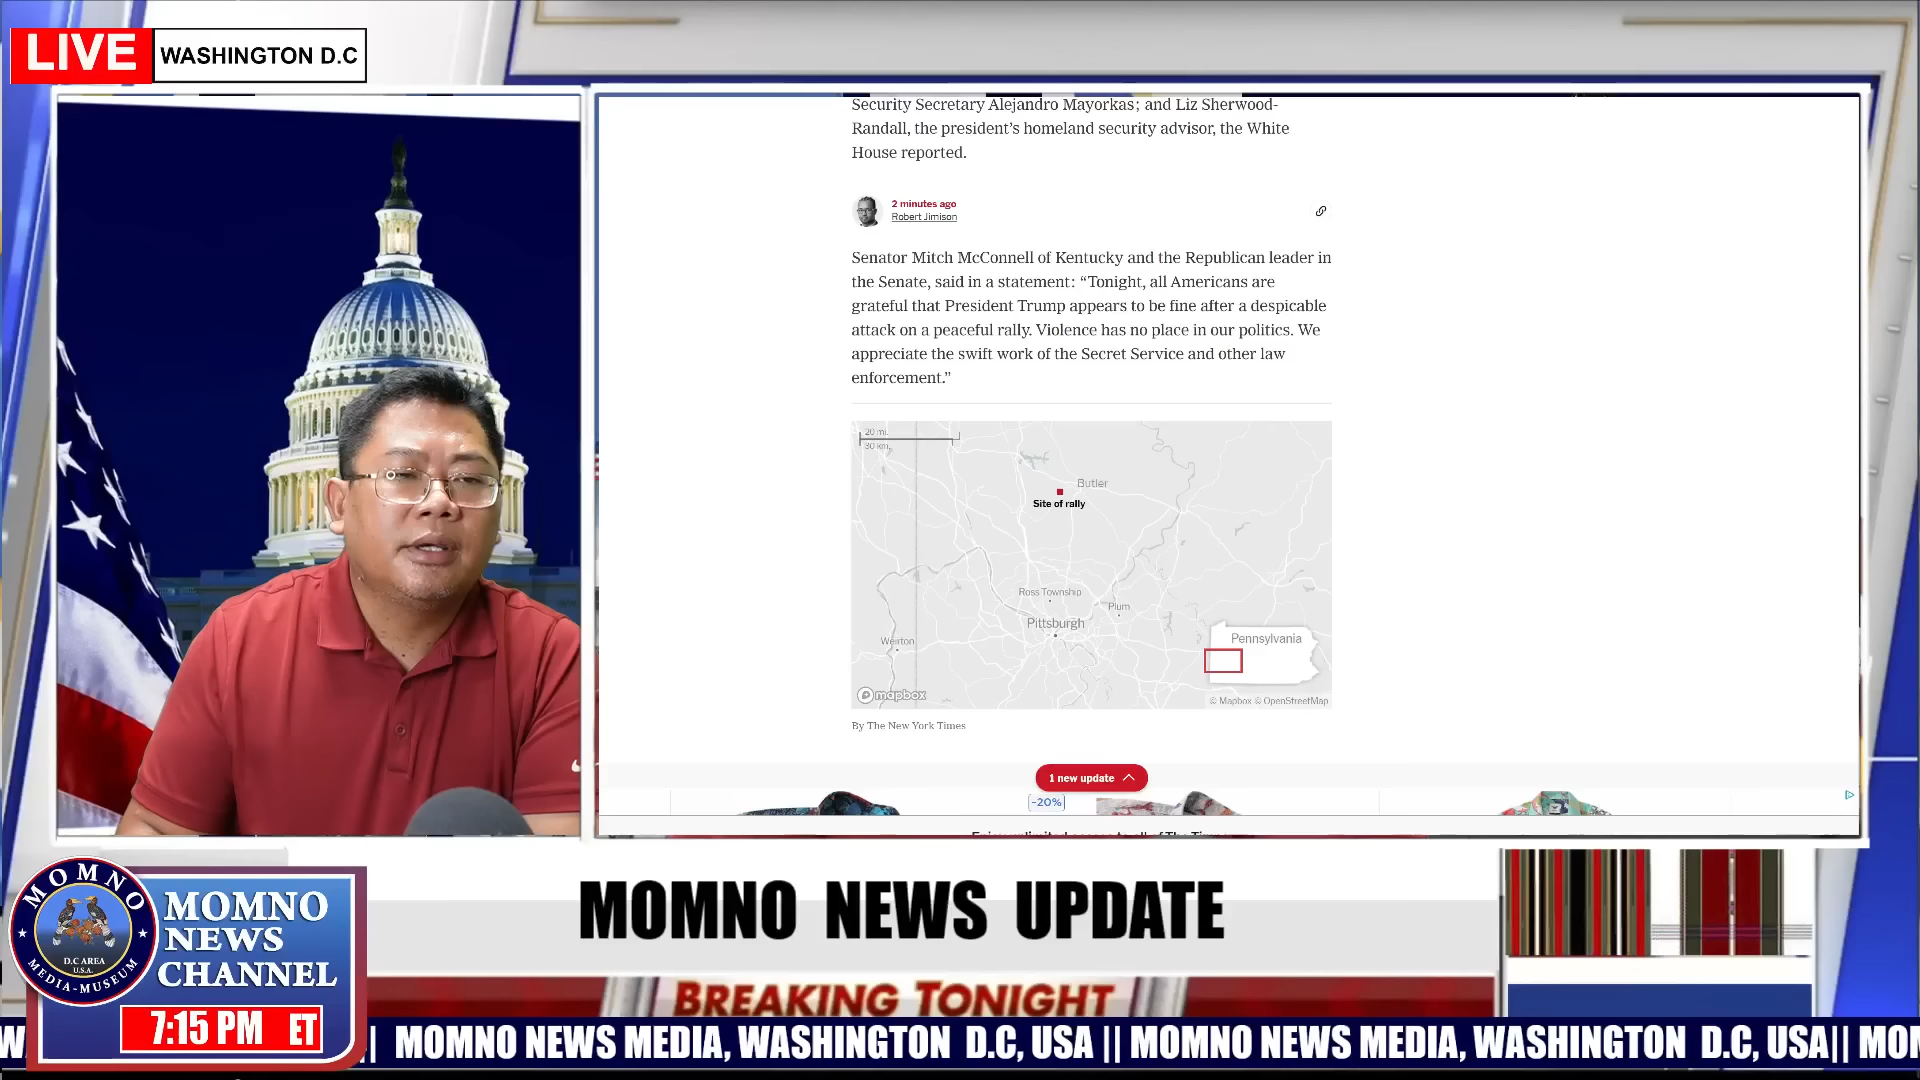 LIVE
WASHINGTON D.C
Security Secretary Alejandro Mayorkas; and Liz Sherwood-
Randall, the president’s homeland security advisor, the White
House reported.
2 minutes ago
Robert Jimison
Senator Mitch McConnell of Kentucky and the Republican leader in
the Senate, said in a statement: “Tonight, all Americans are
grateful that President Trump appears to be fine after a despicable
attack on a peaceful rally. Violence has no place in our politics. We
appreciate the swift work of the Secret Service and other law
enforcement.”
20 mi.
30 km.
Butler
Site of rally
Ross Township
Plum
Pittsburgh
Weirton
Pennsylvania
mapbox
© Mapbox © OpenStreetMap
By The New York Times
1 new update
-20%
MOMNO NEWS UPDATE
MOMNO
D.C AREA
U.S.A.
MEDIA-MUSEUM
MOMNO
NEWS
CHANNEL
BREAKING TONIGHT
7:15 PM ET
W || MOMNO NEWS MEDIA, WASHINGTON D.C, USA || MOMNO NEWS MEDIA, WASHINGTON D.C, USA|| MOM